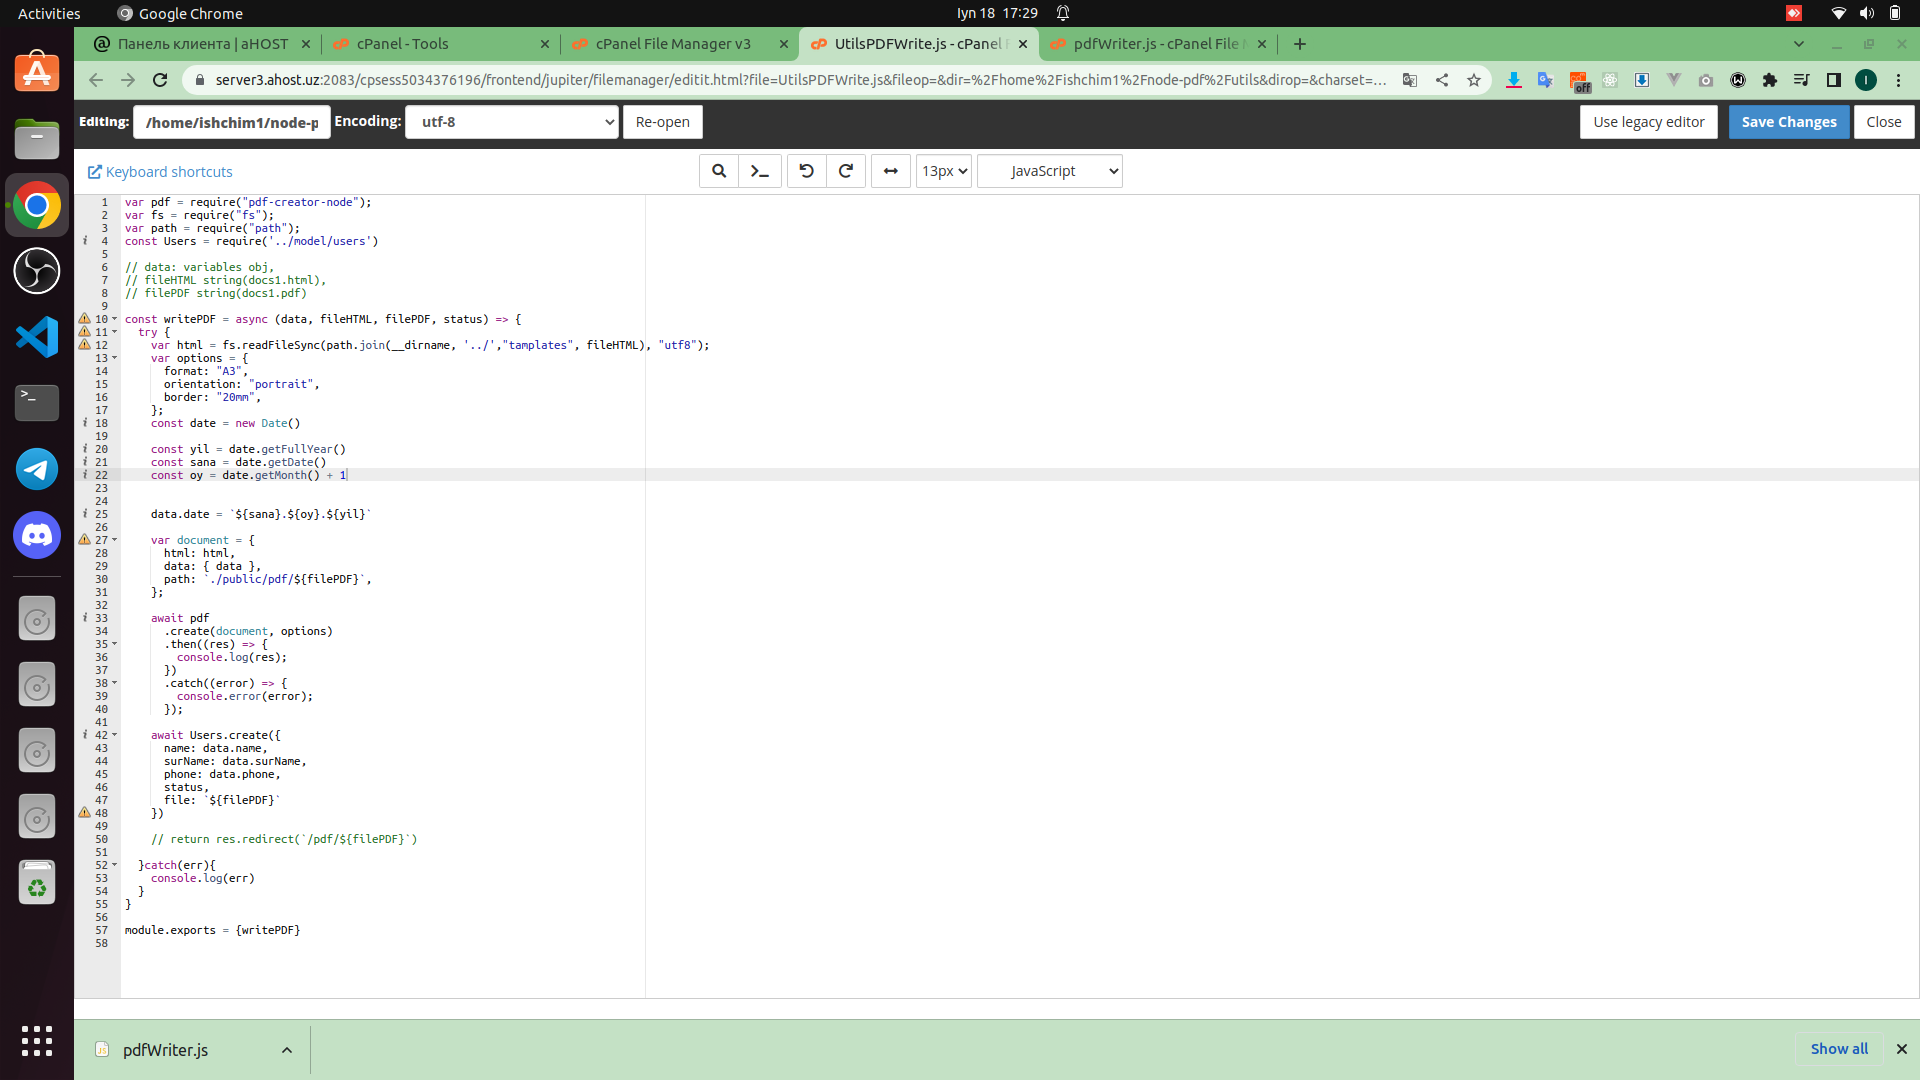 Activities
Google Chrome
Iyn 18 17:29
Панель клиента | aHOST
cPanel - Tools
cPanel File Manager v3
UtilsPDFWrite.js - cPanel F
pdfWriter.js - cPanel File M
server3.ahost.uz:2083/cpsess5034376196/frontend/jupiter/filemanager/editit.html?file=UtilsPDFWrite.js&fileop=&dir=%2Fhome%2Fishchim1%2Fnode-pdf%2Futils&dirop=&charset=...
off
I
Editing:
/home/ishchim1/node-p
Encoding:
utf-8
Re-open
Use legacy editor
Save Changes
Close
Keyboard shortcuts
13px
JavaScript
1 var pdf = require("pdf-creator-node");
2 var fs = require("fs");
3 var path = require("path");
4 const Users = require('../model/users')
5
6 // data: variables obj,
7 // fileHTML string(docs1.html),
8 // filePDF string(docs1.pdf)
9
10 const writePDF = async (data, fileHTML, filePDF, status) => {
11 try {
12 var html = fs.readFileSync(path.join(__dirname, '../',"tamplates", fileHTML), "utf8");
13 var options = {
14 format: "A3",
15 orientation: "portrait",
16 border: "20mm",
17 };
18 const date = new Date()
19
20 const yil = date.getFullYear()
21 const sana = date.getDate()
22 const oy = date.getMonth() + 1
23
24
25 data.date = `${sana}.${oy}.${yil}`
26
27 var document = {
28 html: html,
29 data: { data },
30 path: `./public/pdf/${filePDF}`,
31 };
32
33 await pdf
34 .create(document, options)
35 .then((res) => {
36 console.log(res);
37 })
38 .catch((error) => {
39 console.error(error);
40 });
41
42 await Users.create({
43 name: data.name,
44 surName: data.surName,
45 phone: data.phone,
46 status,
47 file: `${filePDF}`
48 })
49
50 // return res.redirect(`/pdf/${filePDF}`)
51
52 }catch(err){
53 console.log(err)
54 }
55 }
56
57 module.exports = {writePDF}
58
pdfWriter.js
Show all